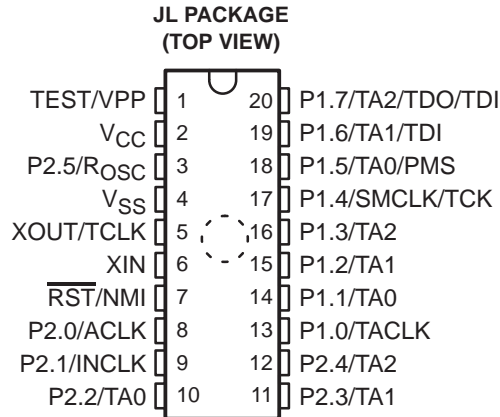 JL PACKAGE
(TOP VIEW)
TEST/VPP 1 20 P1.7/TA2/TDO/TDI
VCC 2 19 P1.6/TA1/TDI
P2.5/ROSC 3 18 P1.5/TA0/PMS
VSS 4 17 P1.4/SMCLK/TCK
XOUT/TCLK 5 16 P1.3/TA2
XIN 6 15 P1.2/TA1
R̅S̅T̅/NMI 7 14 P1.1/TA0
P2.0/ACLK 8 13 P1.0/TACLK
P2.1/INCLK 9 12 P2.4/TA2
P2.2/TA0 10 11 P2.3/TA1